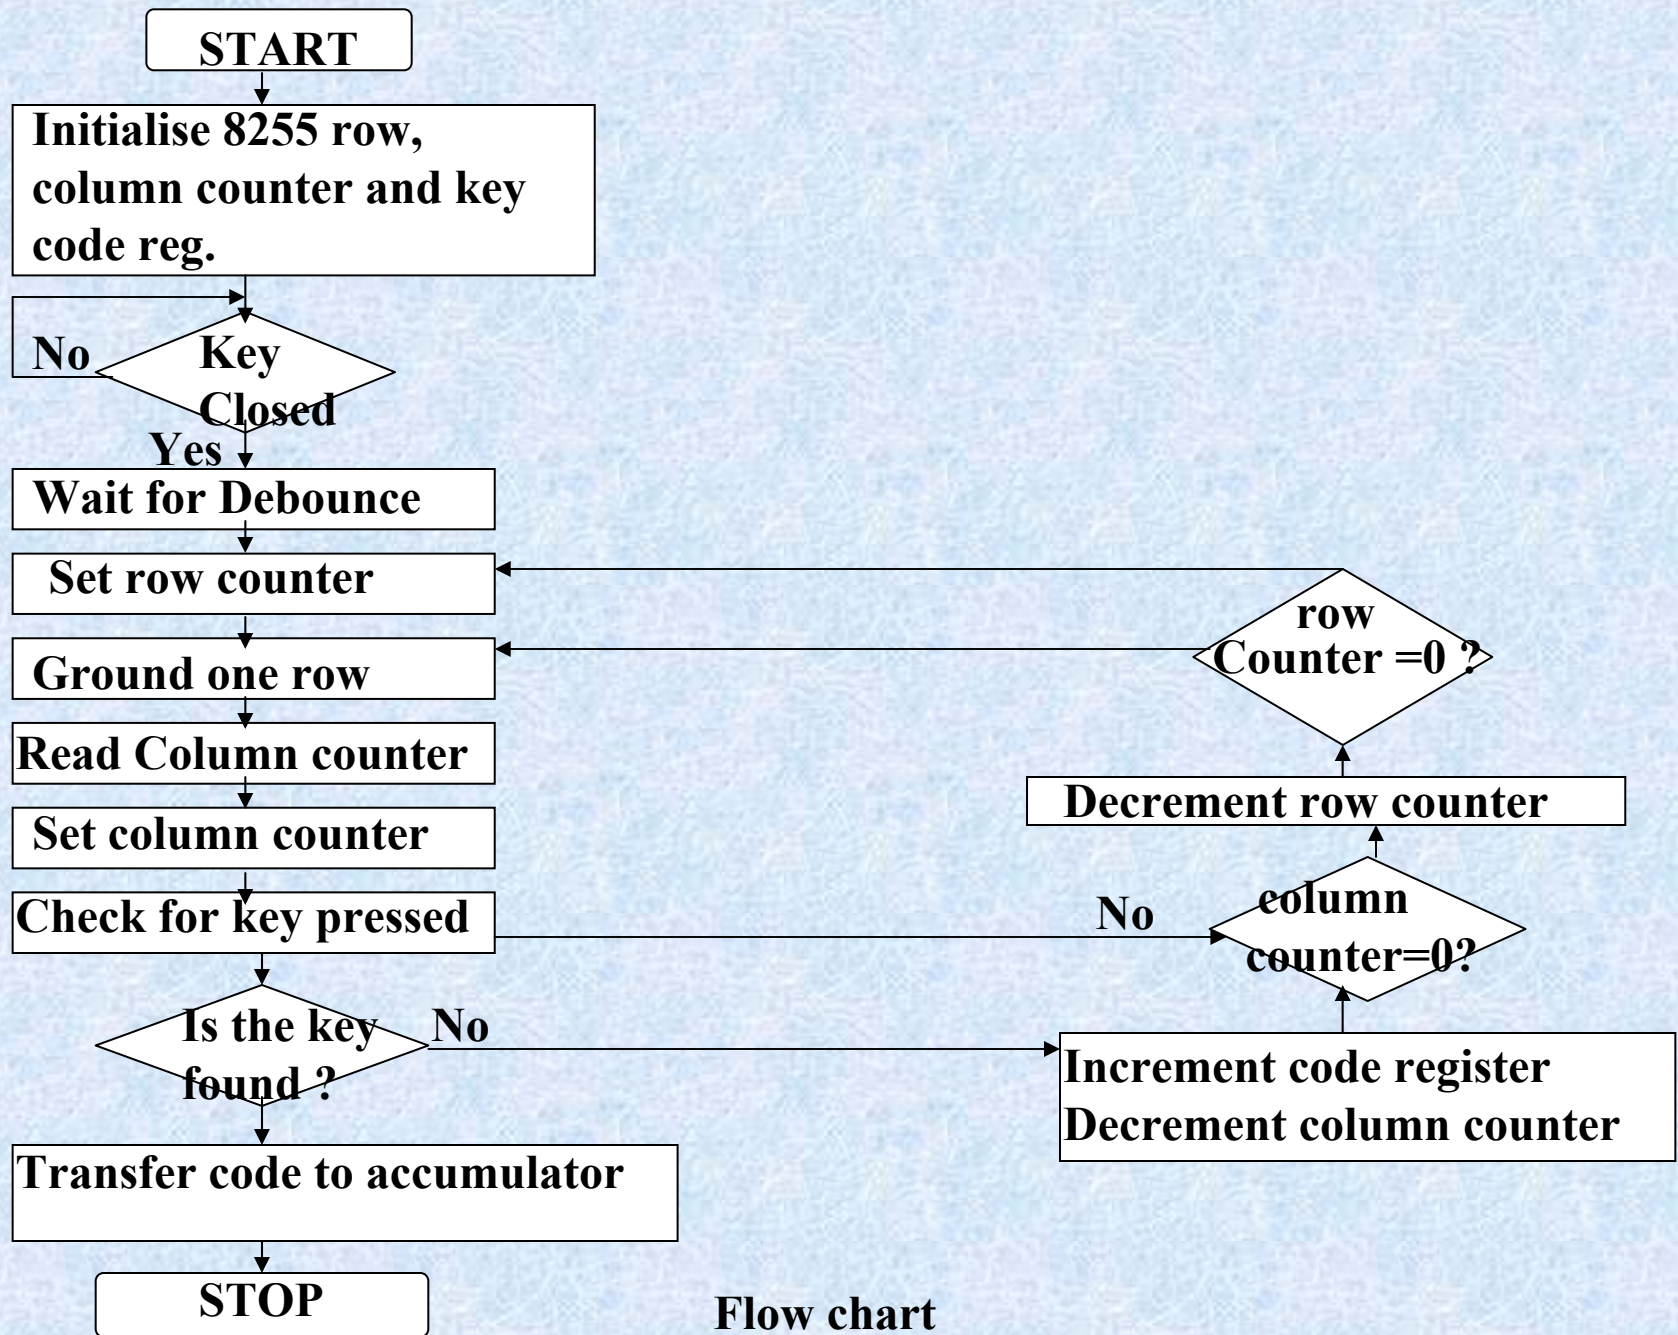 START
Initialise 8255 row,
column counter and key
code reg.
No
Key
Closed
Yes
Wait for Debounce
Set row counter
Ground one row
Read Column counter
Set column counter
Check for key pressed
Is the key
found ?
No
Transfer code to accumulator
STOP
row
Counter =0 ?
Decrement row counter
No
column
counter=0?
Increment code register
Decrement column counter
Flow chart